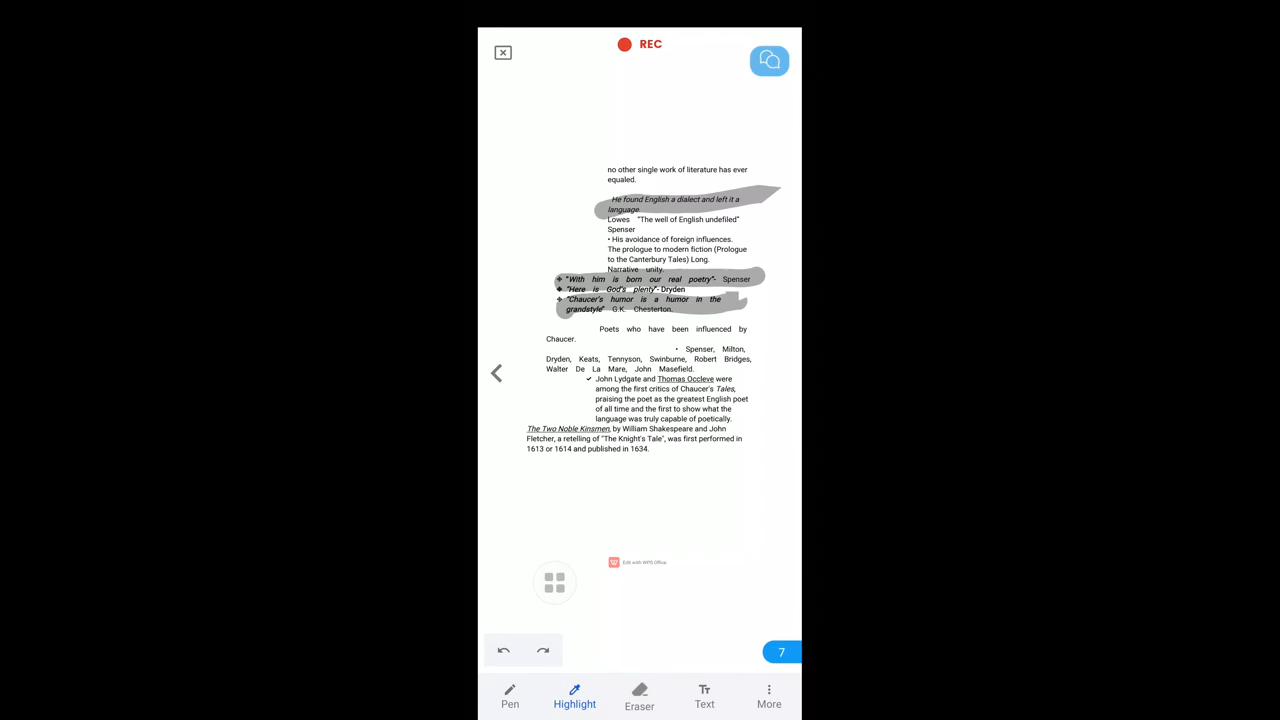 REC
no other single work of literature has ever
equaled.
He found English a dialect and left it a
language.
Lowes "The well of English undefiled"
Spenser
• His avoidance of foreign influences.
The prologue to modern fiction (Prologue
to the Canterbury Tales) Long.
Narrative unity.
❖ "With him is born our real poetry"- Spenser
❖ "Here is God's plenty"- Dryden
❖ "Chaucer's humor is a humor in the
grandstyle" G.K. Chesterton.
Poets who have been influenced by
Chaucer.
• Spenser, Milton,
Dryden, Keats, Tennyson, Swinburne, Robert Bridges,
Walter De La Mare, John Masefield.
✓ John Lydgate and Thomas Occleve were
among the first critics of Chaucer's Tales,
praising the poet as the greatest English poet
of all time and the first to show what the
language was truly capable of poetically.
The Two Noble Kinsmen, by William Shakespeare and John
Fletcher, a retelling of "The Knight's Tale", was first performed in
1613 or 1614 and published in 1634.
Edit with WPS Office
7
Pen Highlight Eraser Text More